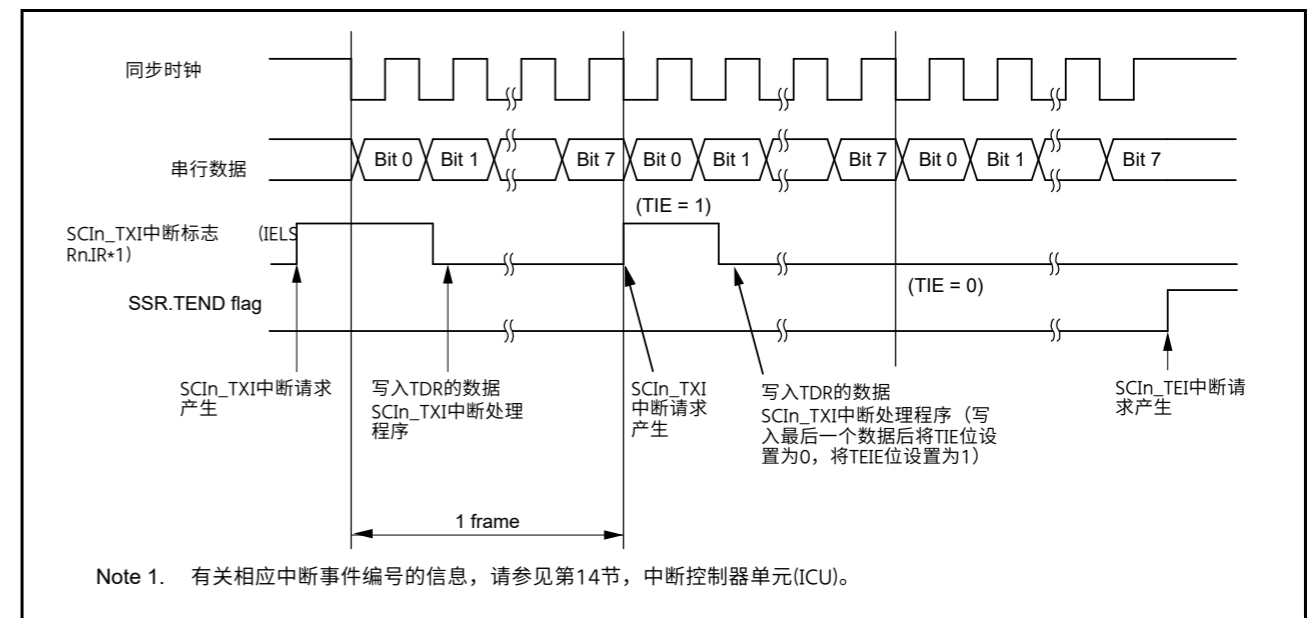 同步时钟
串行数据
Bit 0 Bit 1 Bit 7 Bit 0 Bit 1 Bit 7 Bit 0 Bit 1 Bit 7
(TIE = 1)
SCIn_TXI中断标志 (IELS
Rn.IR*1)
(TIE = 0)
SSR.TEND flag
SCIn_TXI中断请求
产生
写入TDR的数据
SCIn_TXI中断处理
程序
SCIn_TXI
中断请求
产生
写入TDR的数据
SCIn_TXI中断处理程序（写
入最后一个数据后将TIE位设
置为0，将TEIE位设置为1）
SCIn_TEI中断请
求产生
1 frame
Note 1. 有关相应中断事件编号的信息，请参见第14节，中断控制器单元(ICU)。